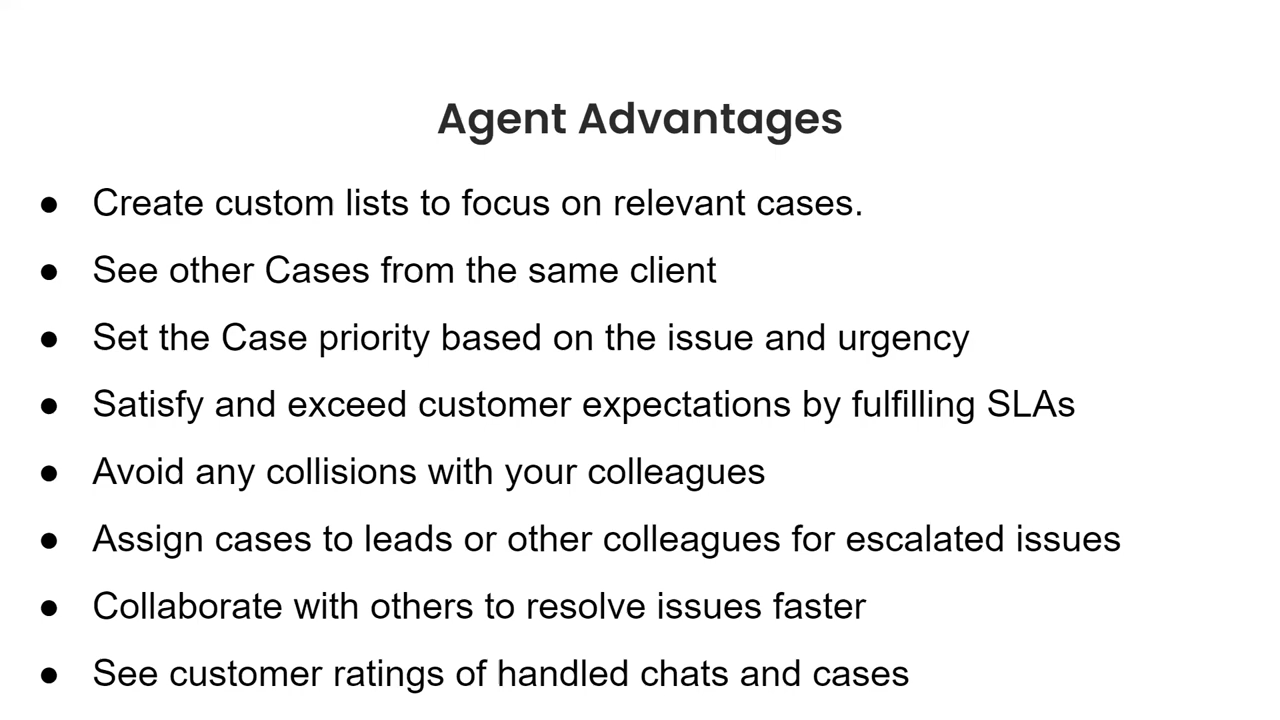 Agent Advantages
● Create custom lists to focus on relevant cases.
● See other Cases from the same client
● Set the Case priority based on the issue and urgency
● Satisfy and exceed customer expectations by fulfilling SLAs
● Avoid any collisions with your colleagues
● Assign cases to leads or other colleagues for escalated issues
● Collaborate with others to resolve issues faster
● See customer ratings of handled chats and cases